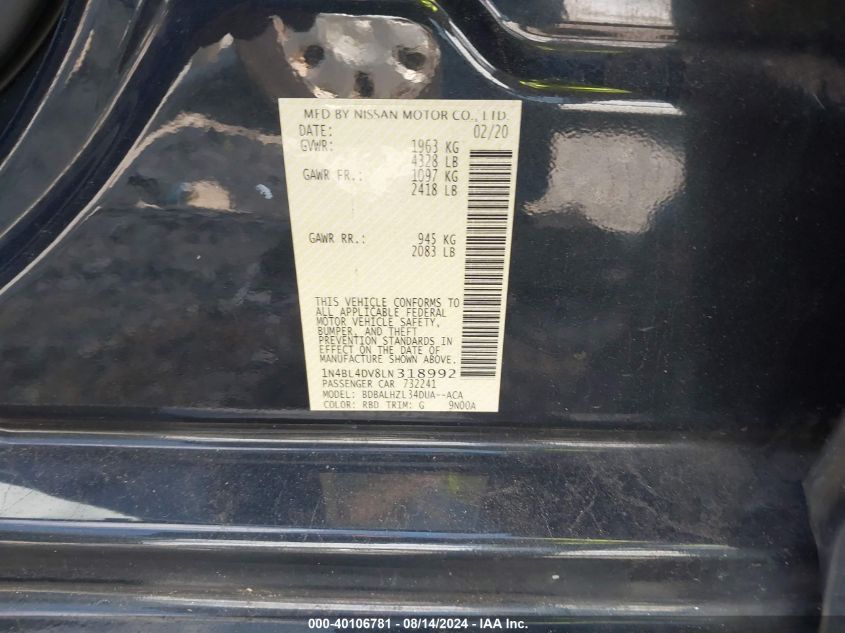 MFD BY NISSAN MOTOR CO., LTD.
DATE: 02/20
GVWR: 1963 KG
4328 LB
GAWR FR.: 1097 KG
2418 LB
GAWR RR.: 945 KG
2083 LB
THIS VEHICLE CONFORMS TO
ALL APPLICABLE FEDERAL
MOTOR VEHICLE SAFETY,
BUMPER, AND THEFT
PREVENTION STANDARDS IN
EFFECT ON THE DATE OF
MANUFACTURE SHOWN ABOVE.
1N4BL4DV8LN318992
PASSENGER CAR 732241
MODEL: BDBALHZL34DUA--ACA
COLOR: RBD TRIM: G 9N00A
000-40106781 - 08/14/2024 - IAA Inc.